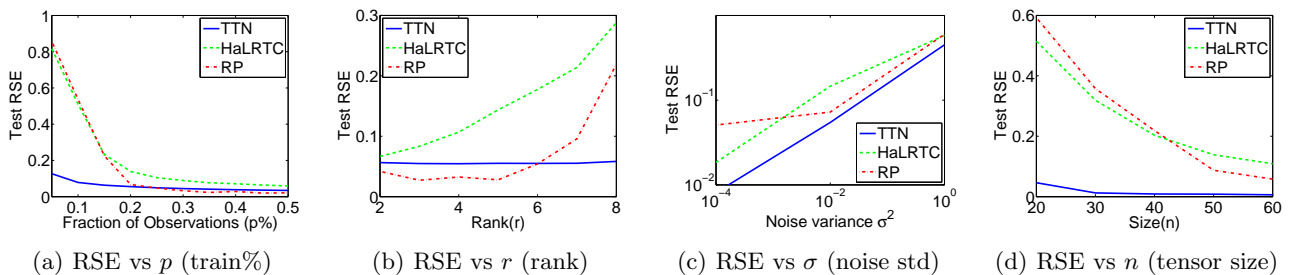 1
0.8
0.6
0.4
0.2
0
Test RSE
0.1 0.2 0.3 0.4 0.5
Fraction of Observations (p%)
TTN
HaLRTC
RP
(a) RSE vs p (train%)
0.3
0.2
0.1
0
Test RSE
2 4 6 8
Rank(r)
TTN
HaLRTC
RP
(b) RSE vs r (rank)
10⁻¹
10⁻²
Test RSE
10⁻⁴ 10⁻² 10⁰
Noise variance σ²
TTN
HaLRTC
RP
(c) RSE vs σ (noise std)
0.6
0.4
0.2
0
Test RSE
20 30 40 50 60
Size(n)
TTN
HaLRTC
RP
(d) RSE vs n (tensor size)